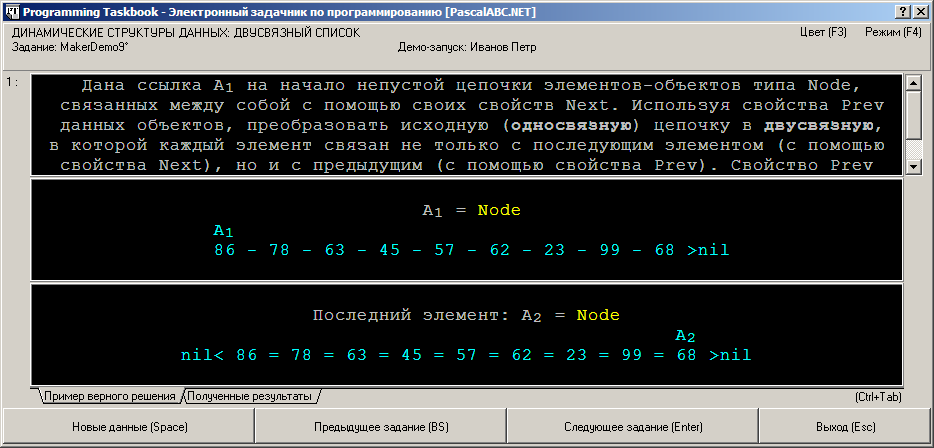 Programming Taskbook - Электронный задачник по программированию [PascalABC.NET]
ДИНАМИЧЕСКИЕ СТРУКТУРЫ ДАННЫХ: ДВУСВЯЗНЫЙ СПИСОК
Цвет (F3) Режим (F4)
Задание: MakerDemo9°
Демо-запуск: Иванов Петр
1:
Дана ссылка A1 на начало непустой цепочки элементов-объектов типа Node,
связанных между собой с помощью своих свойств Next. Используя свойства Prev
данных объектов, преобразовать исходную (односвязную) цепочку в двусвязную,
в которой каждый элемент связан не только с последующим элементом (с помощью
свойства Next), но и с предыдущим (с помощью свойства Prev). Свойство Prev
A1 = Node
A1
86 - 78 - 63 - 45 - 57 - 62 - 23 - 99 - 68 >nil
Последний элемент: A2 = Node
A2
nil< 86 = 78 = 63 = 45 = 57 = 62 = 23 = 99 = 68 >nil
Пример верного решения
Полученные результаты
(Ctrl+Tab)
Новые данные (Space)
Предыдущее задание (BS)
Следующее задание (Enter)
Выход (Esc)